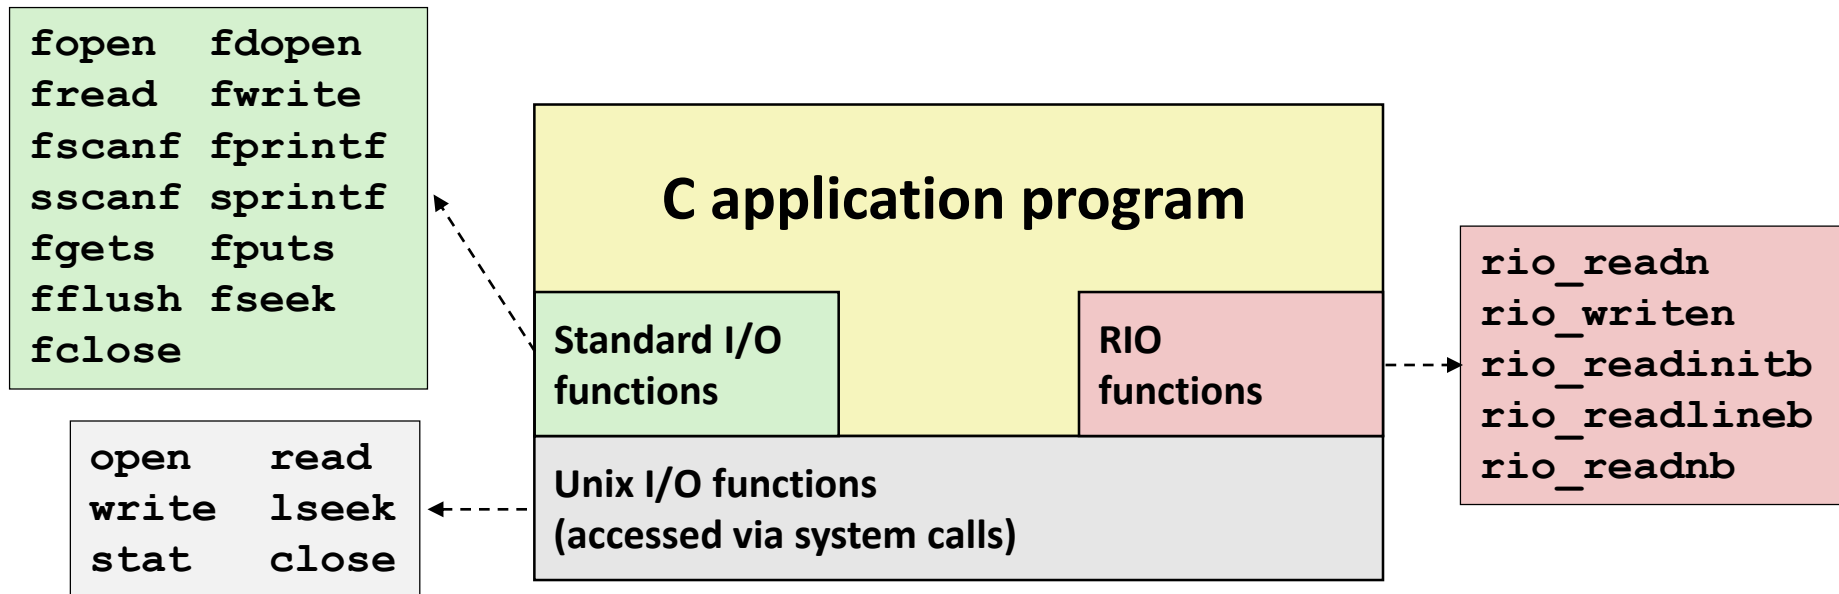 fopen fdopen
fread fwrite
fscanf fprintf
sscanf sprintf
fgets fputs
fflush fseek
fclose
open read
write lseek
stat close
C application program
Standard I/O
functions
RIO
functions
Unix I/O functions
(accessed via system calls)
rio_readn
rio_writen
rio_readinitb
rio_readlineb
rio_readnb